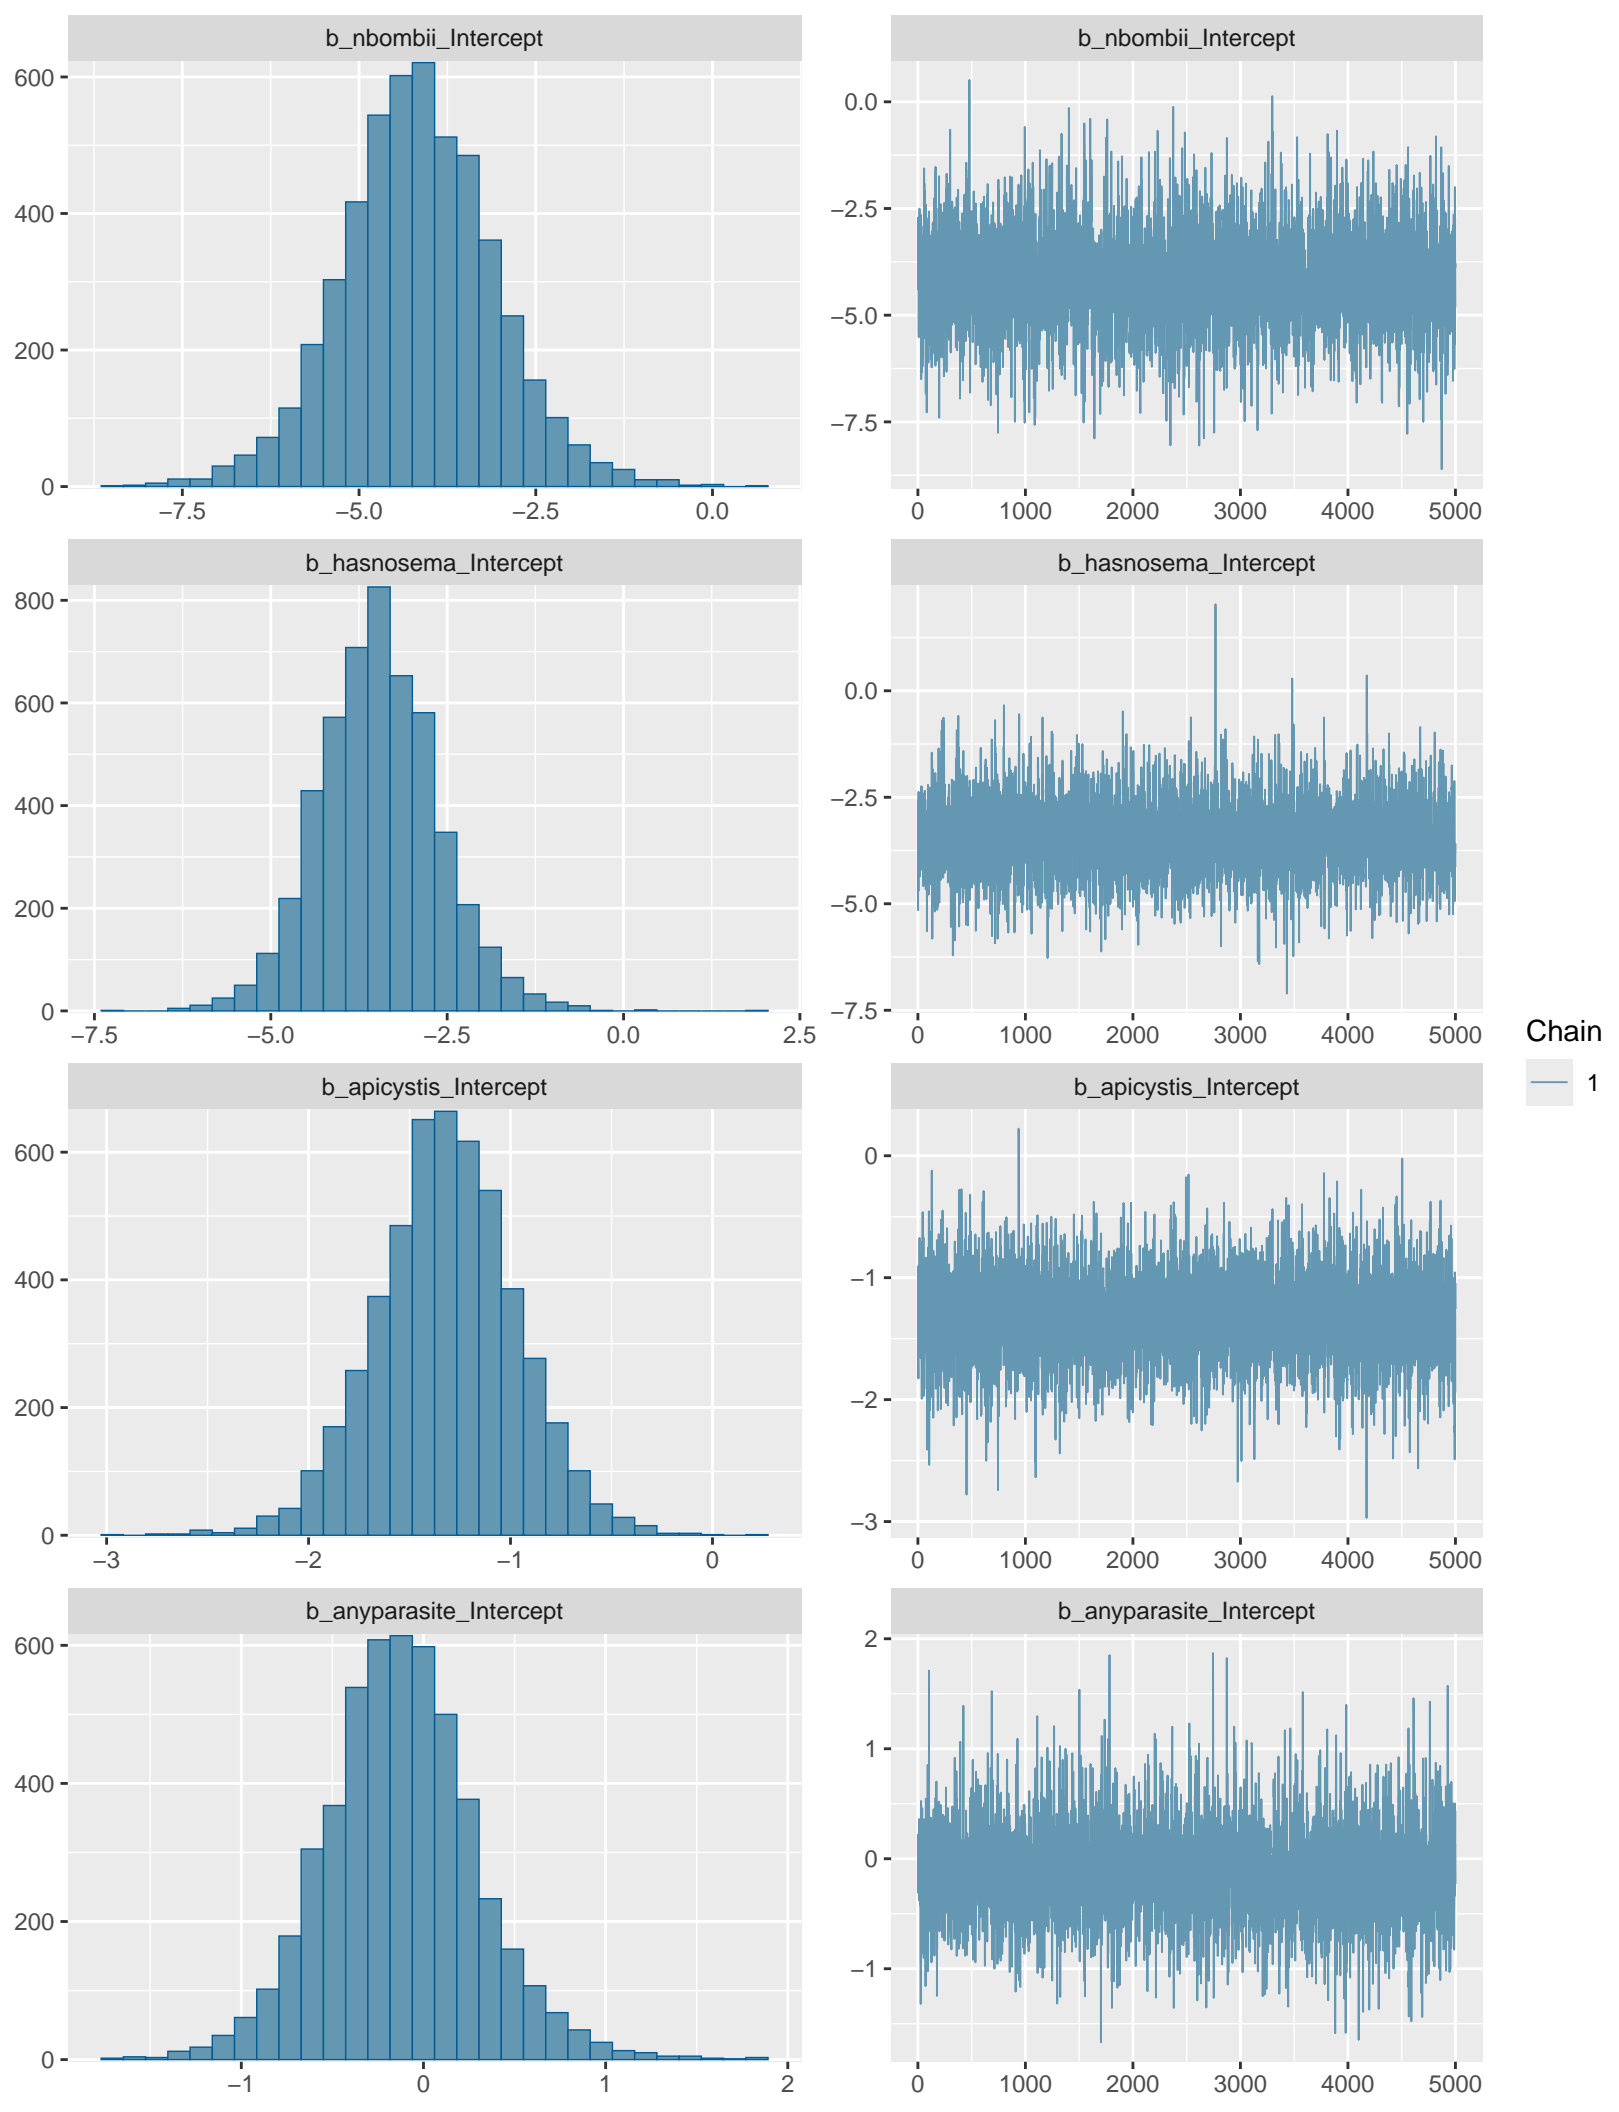 b_nbombii_Intercept
600
400
200
0
−7.5 −5.0 −2.5 0.0
b_nbombii_Intercept
0.0
−2.5
−5.0
−7.5
0 1000 2000 3000 4000 5000
b_hasnosema_Intercept
800
600
400
200
0
−7.5 −5.0 −2.5 0.0 2.5
b_hasnosema_Intercept
0.0
−2.5
−5.0
−7.5
0 1000 2000 3000 4000 5000
b_apicystis_Intercept
600
400
200
0
−3 −2 −1 0
b_apicystis_Intercept
0
−1
−2
−3
0 1000 2000 3000 4000 5000
b_anyparasite_Intercept
600
400
200
0
−1 0 1 2
b_anyparasite_Intercept
2
1
0
−1
0 1000 2000 3000 4000 5000
Chain
1